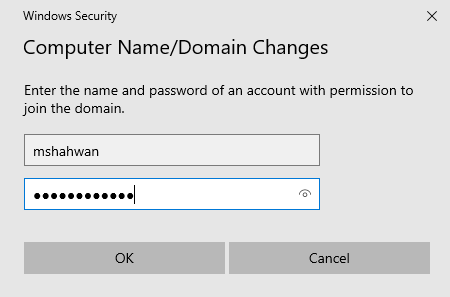 Windows Security
Computer Name/Domain Changes
Enter the name and password of an account with permission to
join the domain.
mshahwan
●●●●●●●●●●●●
OK
Cancel